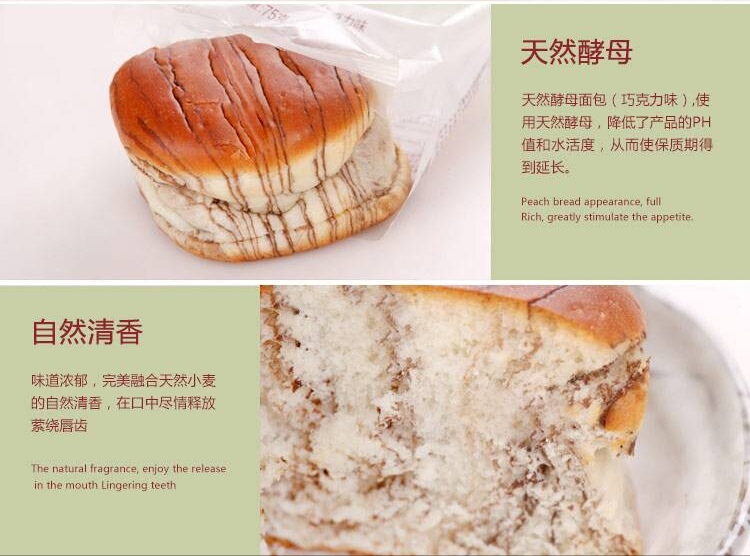 75
力味
天然酵母
天然酵母面包（巧克力味）,使
用天然酵母，降低了产品的PH
值和水活度，从而使保质期得
到延长。
Peach bread appearance, full
Rich, greatly stimulate the appetite.
自然清香
味道浓郁，完美融合天然小麦
的自然清香，在口中尽情释放
萦绕唇齿
The natural fragrance, enjoy the release
in the mouth Lingering teeth